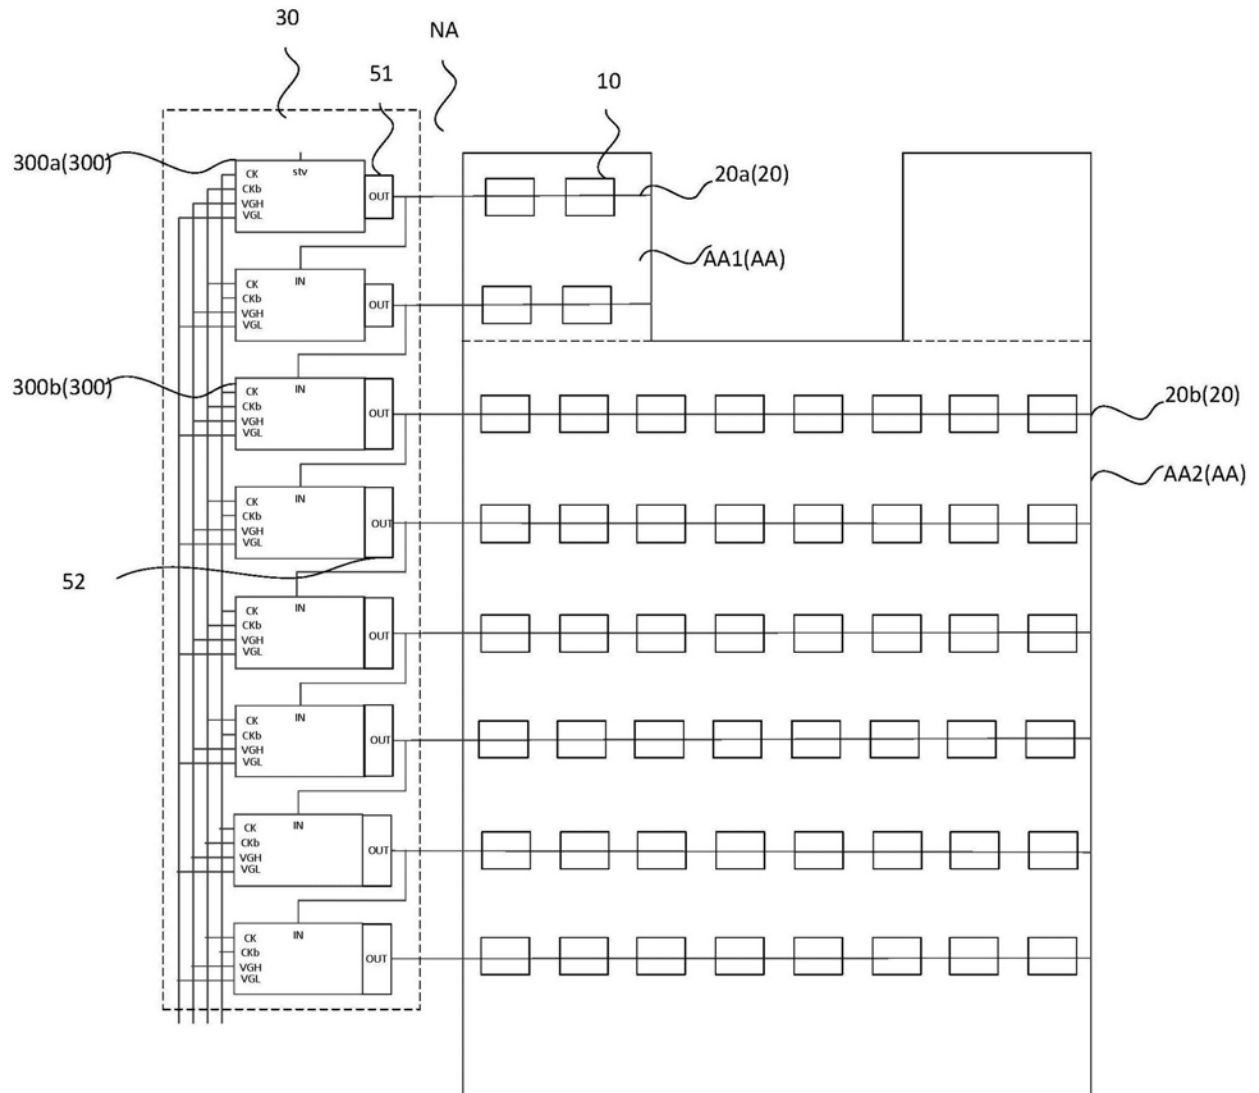 30
NA
51
10
300a(300)
stv
CK
CKb
VGH
VGL
OUT
20a(20)
AA1(AA)
IN
CK
CKb
VGH
VGL
OUT
300b(300)
IN
CK
CKb
VGH
VGL
OUT
20b(20)
AA2(AA)
IN
CK
CKb
VGH
VGL
OUT
52
IN
CK
CKb
VGH
VGL
OUT
IN
CK
CKb
VGH
VGL
OUT
IN
CK
CKb
VGH
VGL
OUT
IN
CK
CKb
VGH
VGL
OUT